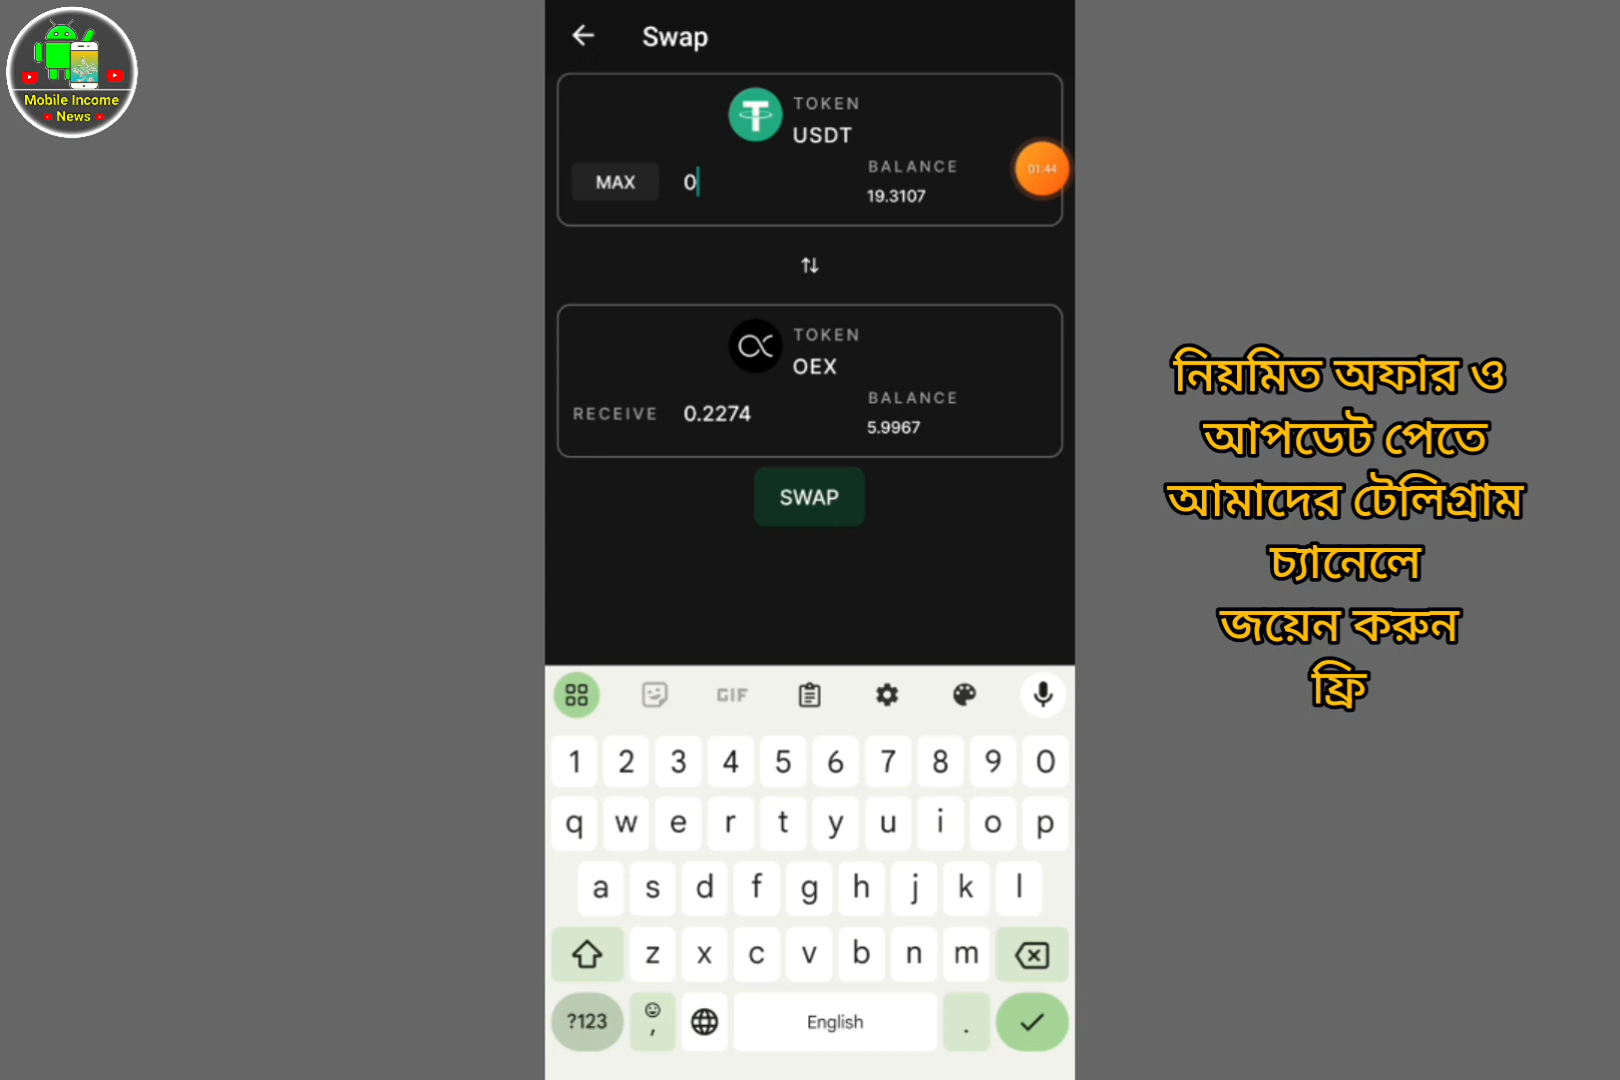 Mobile Income
News
Swap
TOKEN
USDT
BALANCE
01:44
MAX 0
19.3107
TOKEN
OEX
BALANCE
RECEIVE 0.2274
5.9967
SWAP
নিয়মিত অফার ও
আপডেট পেতে
আমাদের টেলিগ্রাম
চ্যানেলে
জয়েন করুন
ফ্রি
GIF
1 2 3 4 5 6 7 8 9 0
q w e r t y u i o p
a s d f g h j k l
z x c v b n m
?123 , English .